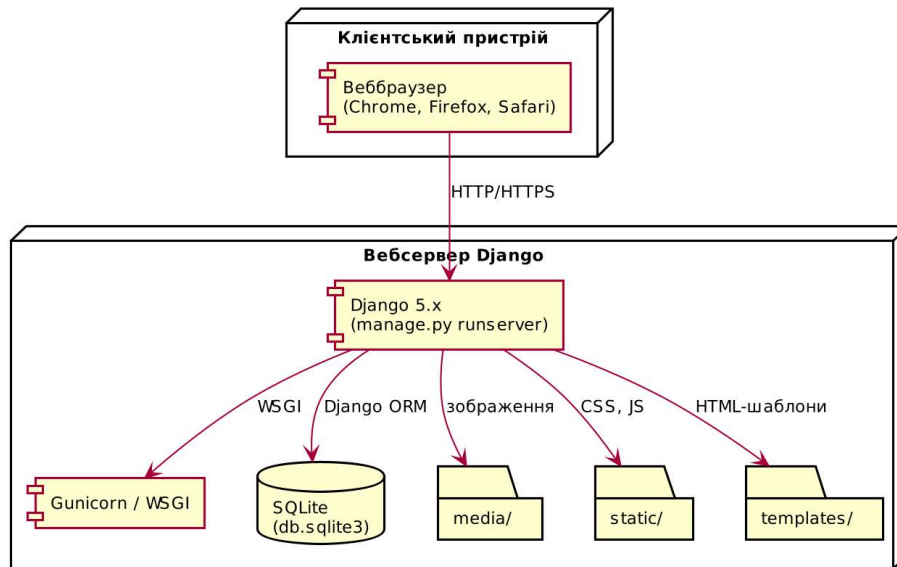 Клієнтський пристрій
Веббраузер
(Chrome, Firefox, Safari)
HTTP/HTTPS
Вебсервер Django
Django 5.x
(manage.py runserver)
WSGI
Django ORM
зображення
CSS, JS
HTML-шаблони
Gunicorn / WSGI
SQLite
(db.sqlite3)
media/
static/
templates/